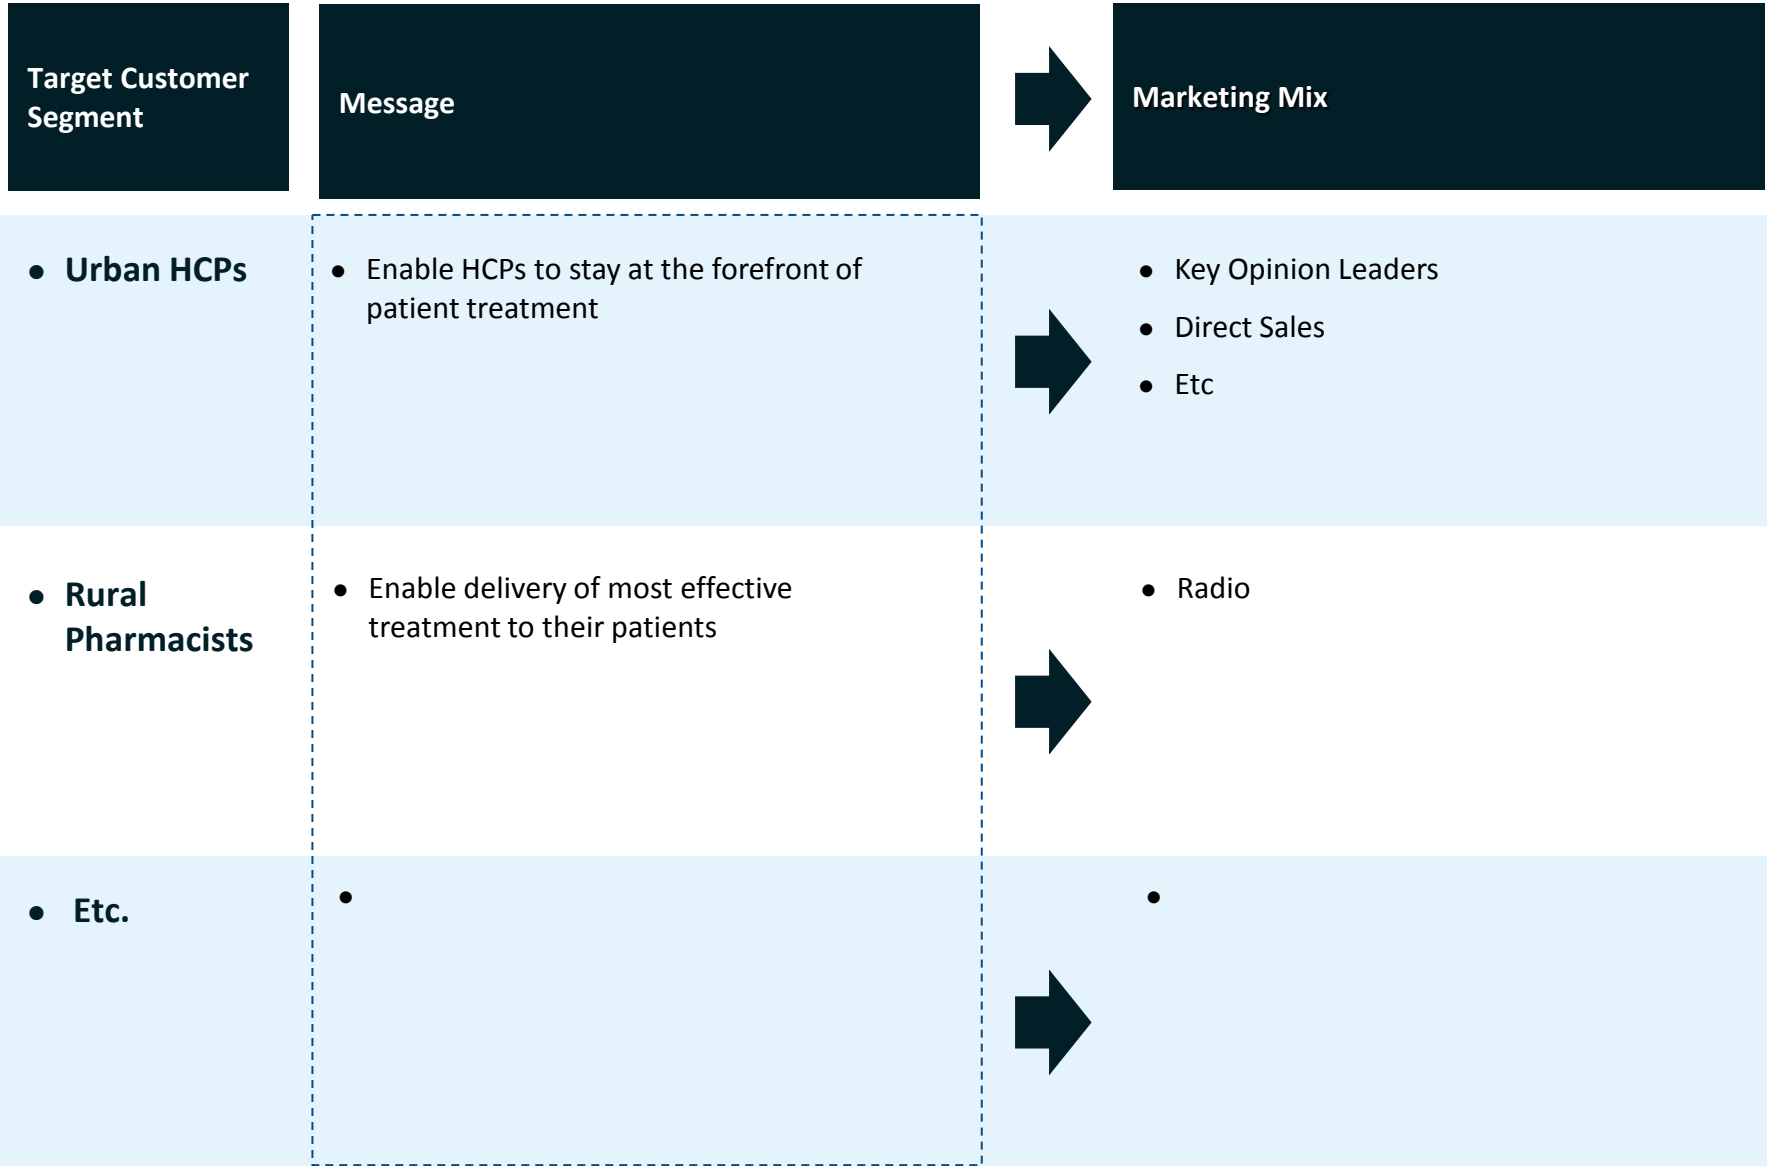 Target Customer
Segment
Message
Marketing Mix
● Urban HCPs
● Enable HCPs to stay at the forefront of
patient treatment
● Key Opinion Leaders
● Direct Sales
● Etc
● Rural
Pharmacists
● Enable delivery of most effective
treatment to their patients
● Radio
● Etc.
●
●